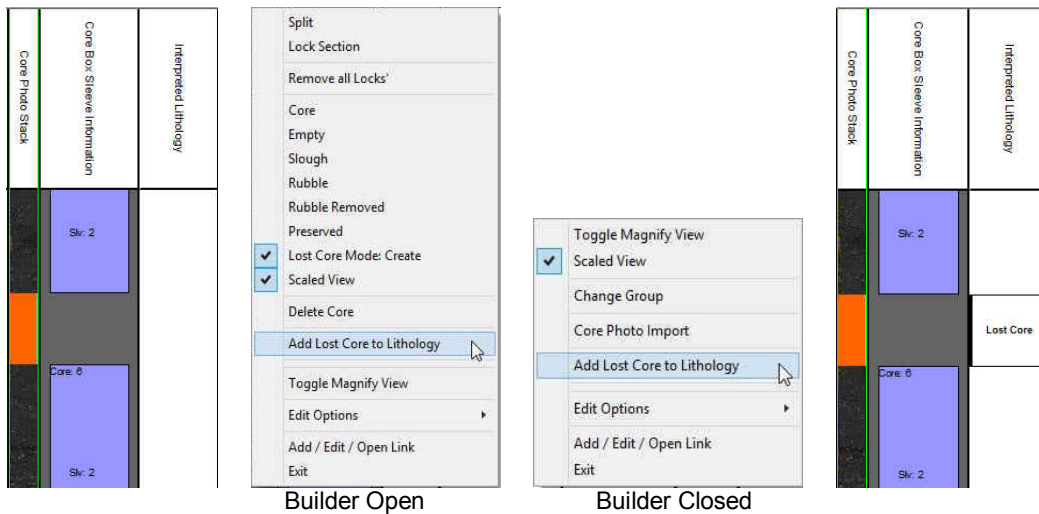 Core Photo Stack
Core Box Sleeve Information
Interpreted Lithology
Slv: 2
Core: 6
Slv: 2
Split
Lock Section
Remove all Locks'
Core
Empty
Slough
Rubble
Rubble Removed
Preserved
Lost Core Mode: Create
Scaled View
Delete Core
Add Lost Core to Lithology
Toggle Magnify View
Edit Options
Add / Edit / Open Link
Exit
Builder Open
Toggle Magnify View
Scaled View
Change Group
Core Photo Import
Add Lost Core to Lithology
Edit Options
Add / Edit / Open Link
Exit
Builder Closed
Core Photo Stack
Core Box Sleeve Information
Interpreted Lithology
Slv: 2
Lost Core
Core: 6
Slv: 2